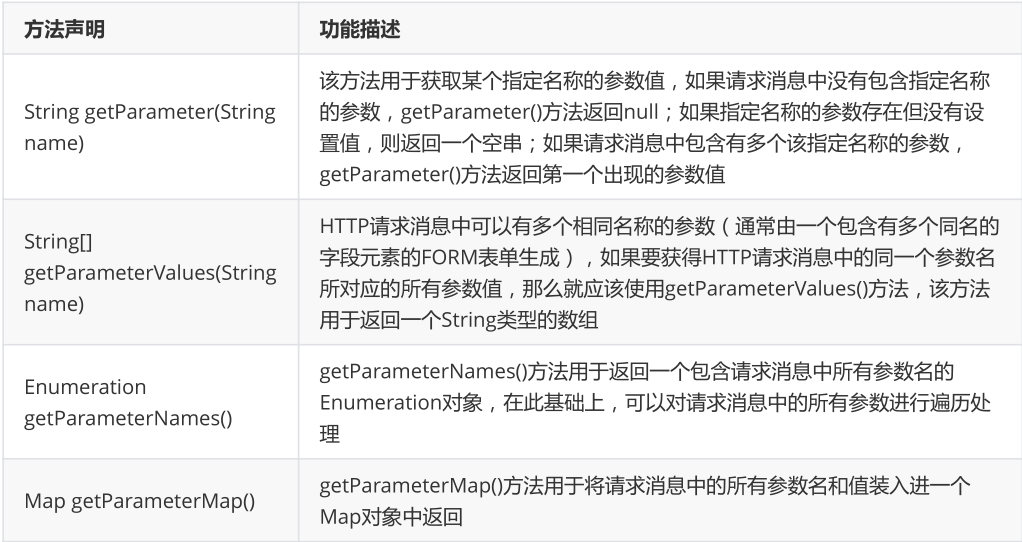 方法声明
功能描述
String getParameter(String
name)
该方法用于获取某个指定名称的参数值，如果请求消息中没有包含指定名称
的参数，getParameter()方法返回null；如果指定名称的参数存在但没有设
置值，则返回一个空串；如果请求消息中包含有多个该指定名称的参数，
getParameter()方法返回第一个出现的参数值
String[]
getParameterValues(String
name)
HTTP请求消息中可以有多个相同名称的参数（通常由一个包含有多个同名的
字段元素的FORM表单生成），如果要获得HTTP请求消息中的同一个参数名
所对应的所有参数值，那么就应该使用getParameterValues()方法，该方法
用于返回一个String类型的数组
Enumeration
getParameterNames()
getParameterNames()方法用于返回一个包含请求消息中所有参数名的
Enumeration对象，在此基础上，可以对请求消息中的所有参数进行遍历处
理
Map getParameterMap()
getParameterMap()方法用于将请求消息中的所有参数名和值装入进一个
Map对象中返回